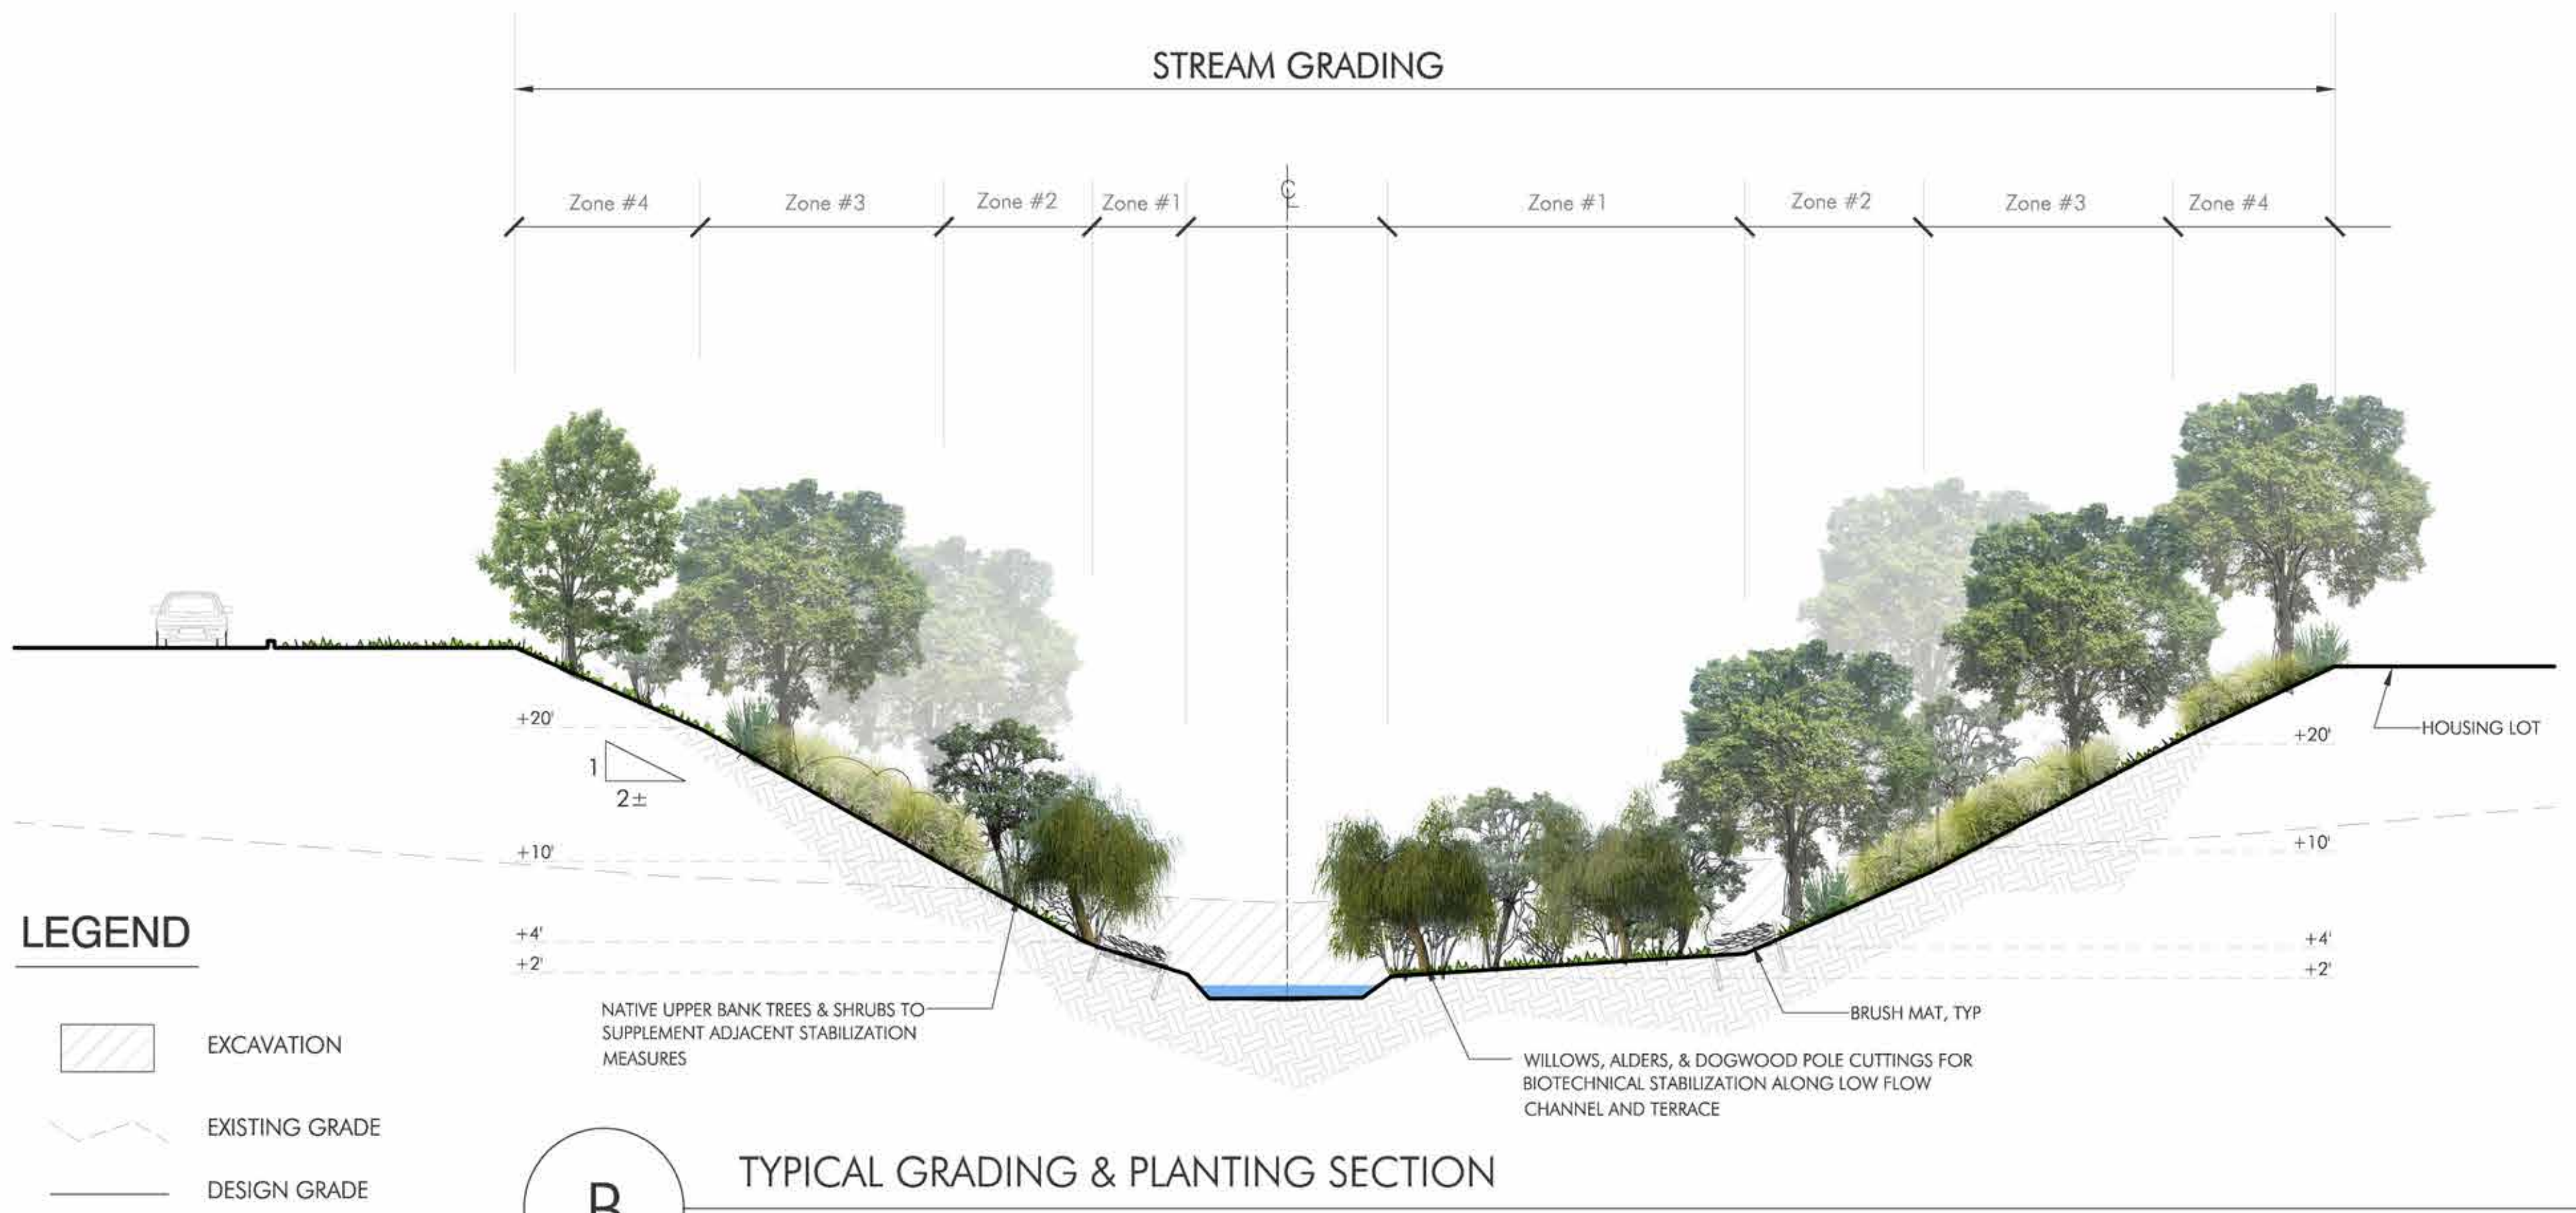 STREAM GRADING
Zone #4
Zone #3
Zone #2
Zone #1
℄
Zone #1
Zone #2
Zone #3
Zone #4
+20'
1
2±
+10'
+4'
+2'
+20'
HOUSING LOT
+10'
+4'
+2'
NATIVE UPPER BANK TREES & SHRUBS TO
SUPPLEMENT ADJACENT STABILIZATION
MEASURES
BRUSH MAT, TYP
WILLOWS, ALDERS, & DOGWOOD POLE CUTTINGS FOR
BIOTECHNICAL STABILIZATION ALONG LOW FLOW
CHANNEL AND TERRACE
LEGEND
EXCAVATION
EXISTING GRADE
DESIGN GRADE
B
TYPICAL GRADING & PLANTING SECTION